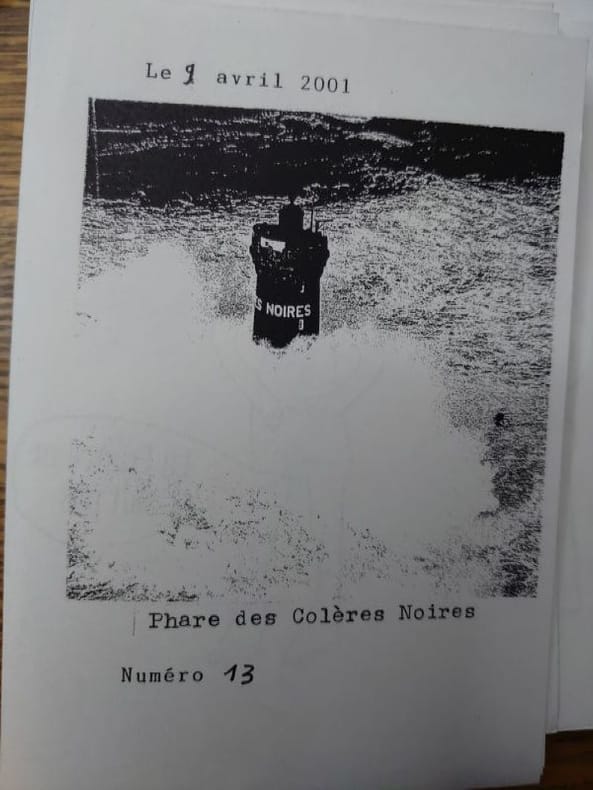 Le 1 avril 2001
S NOIRES
Phare des Colères Noires
Numéro 13